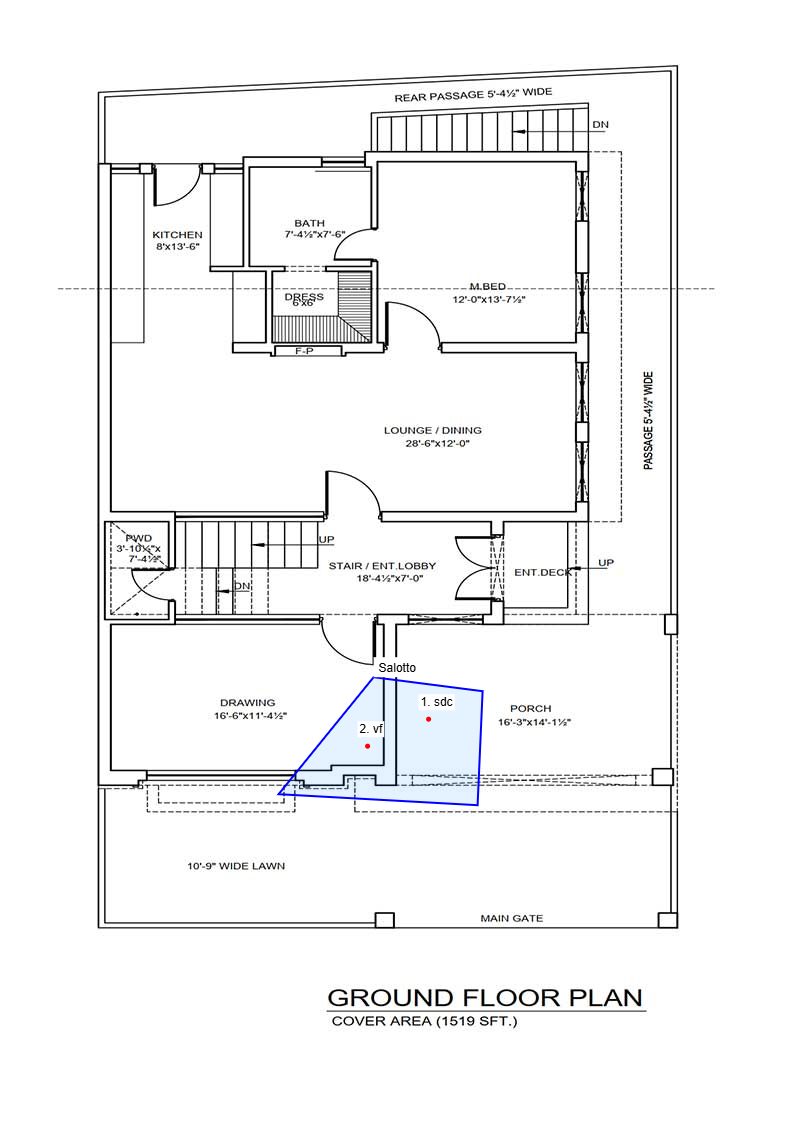 REAR PASSAGE 5'-4½" WIDE
DN
BATH
7'-4½"x7'-6"
KITCHEN
8'x13'-6"
M.BED
12'-0"x13'-7½"
DRESS
6'x6'
F-P
PASSAGE 5'-4½" WIDE
LOUNGE / DINING
28'-6"x12'-0"
PWD
3'-10½"x
7'-4½"
UP
STAIR / ENT.LOBBY
18'-4½"x7'-0"
DN
ENT.DECK
UP
Salotto
DRAWING
16'-6"x11'-4½"
1. sdc
2. vf
PORCH
16'-3"x14'-1½"
10'-9" WIDE LAWN
MAIN GATE
GROUND FLOOR PLAN
COVER AREA (1519 SFT.)